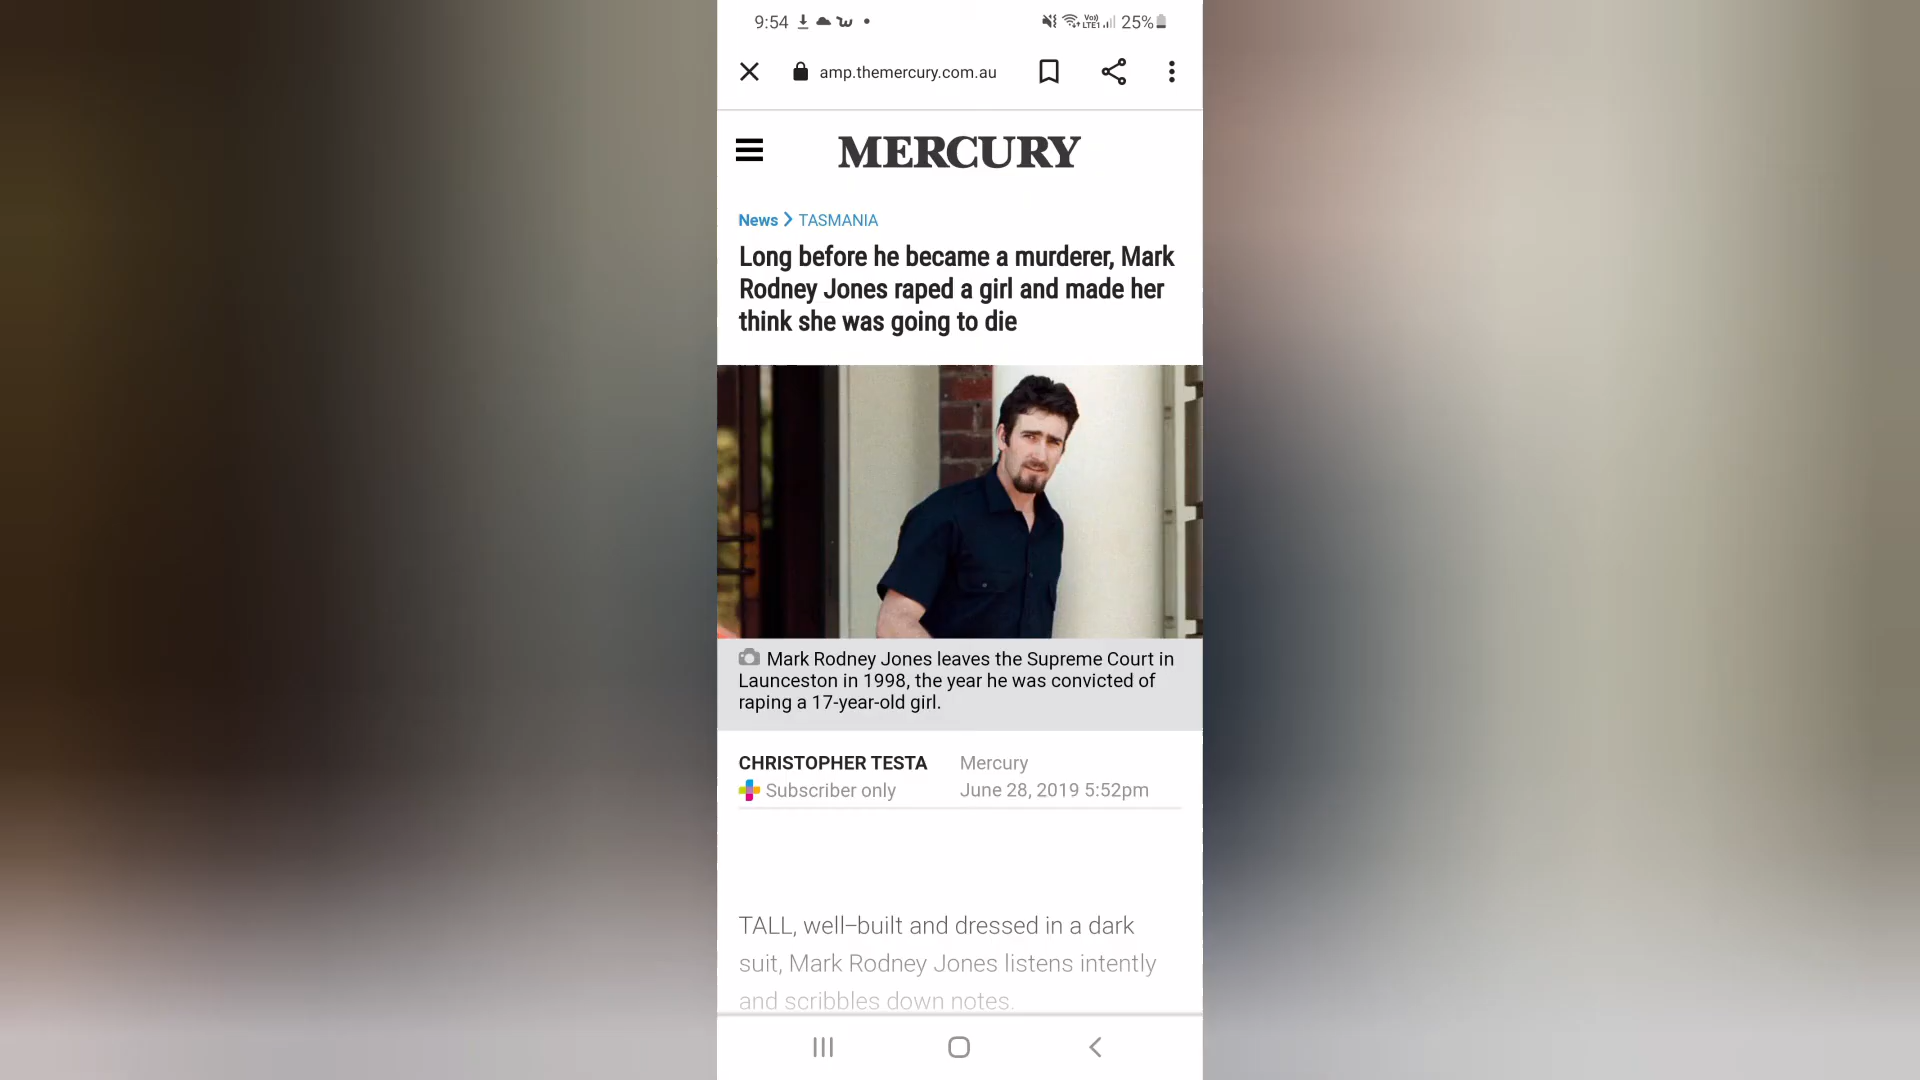 9:54
Vo)) LTE1 25%
amp.themercury.com.au
MERCURY
News > TASMANIA
Long before he became a murderer, Mark
Rodney Jones raped a girl and made her
think she was going to die
Mark Rodney Jones leaves the Supreme Court in
Launceston in 1998, the year he was convicted of
raping a 17-year-old girl.
CHRISTOPHER TESTA Mercury
Subscriber only June 28, 2019 5:52pm
TALL, well–built and dressed in a dark
suit, Mark Rodney Jones listens intently
and scribbles down notes.